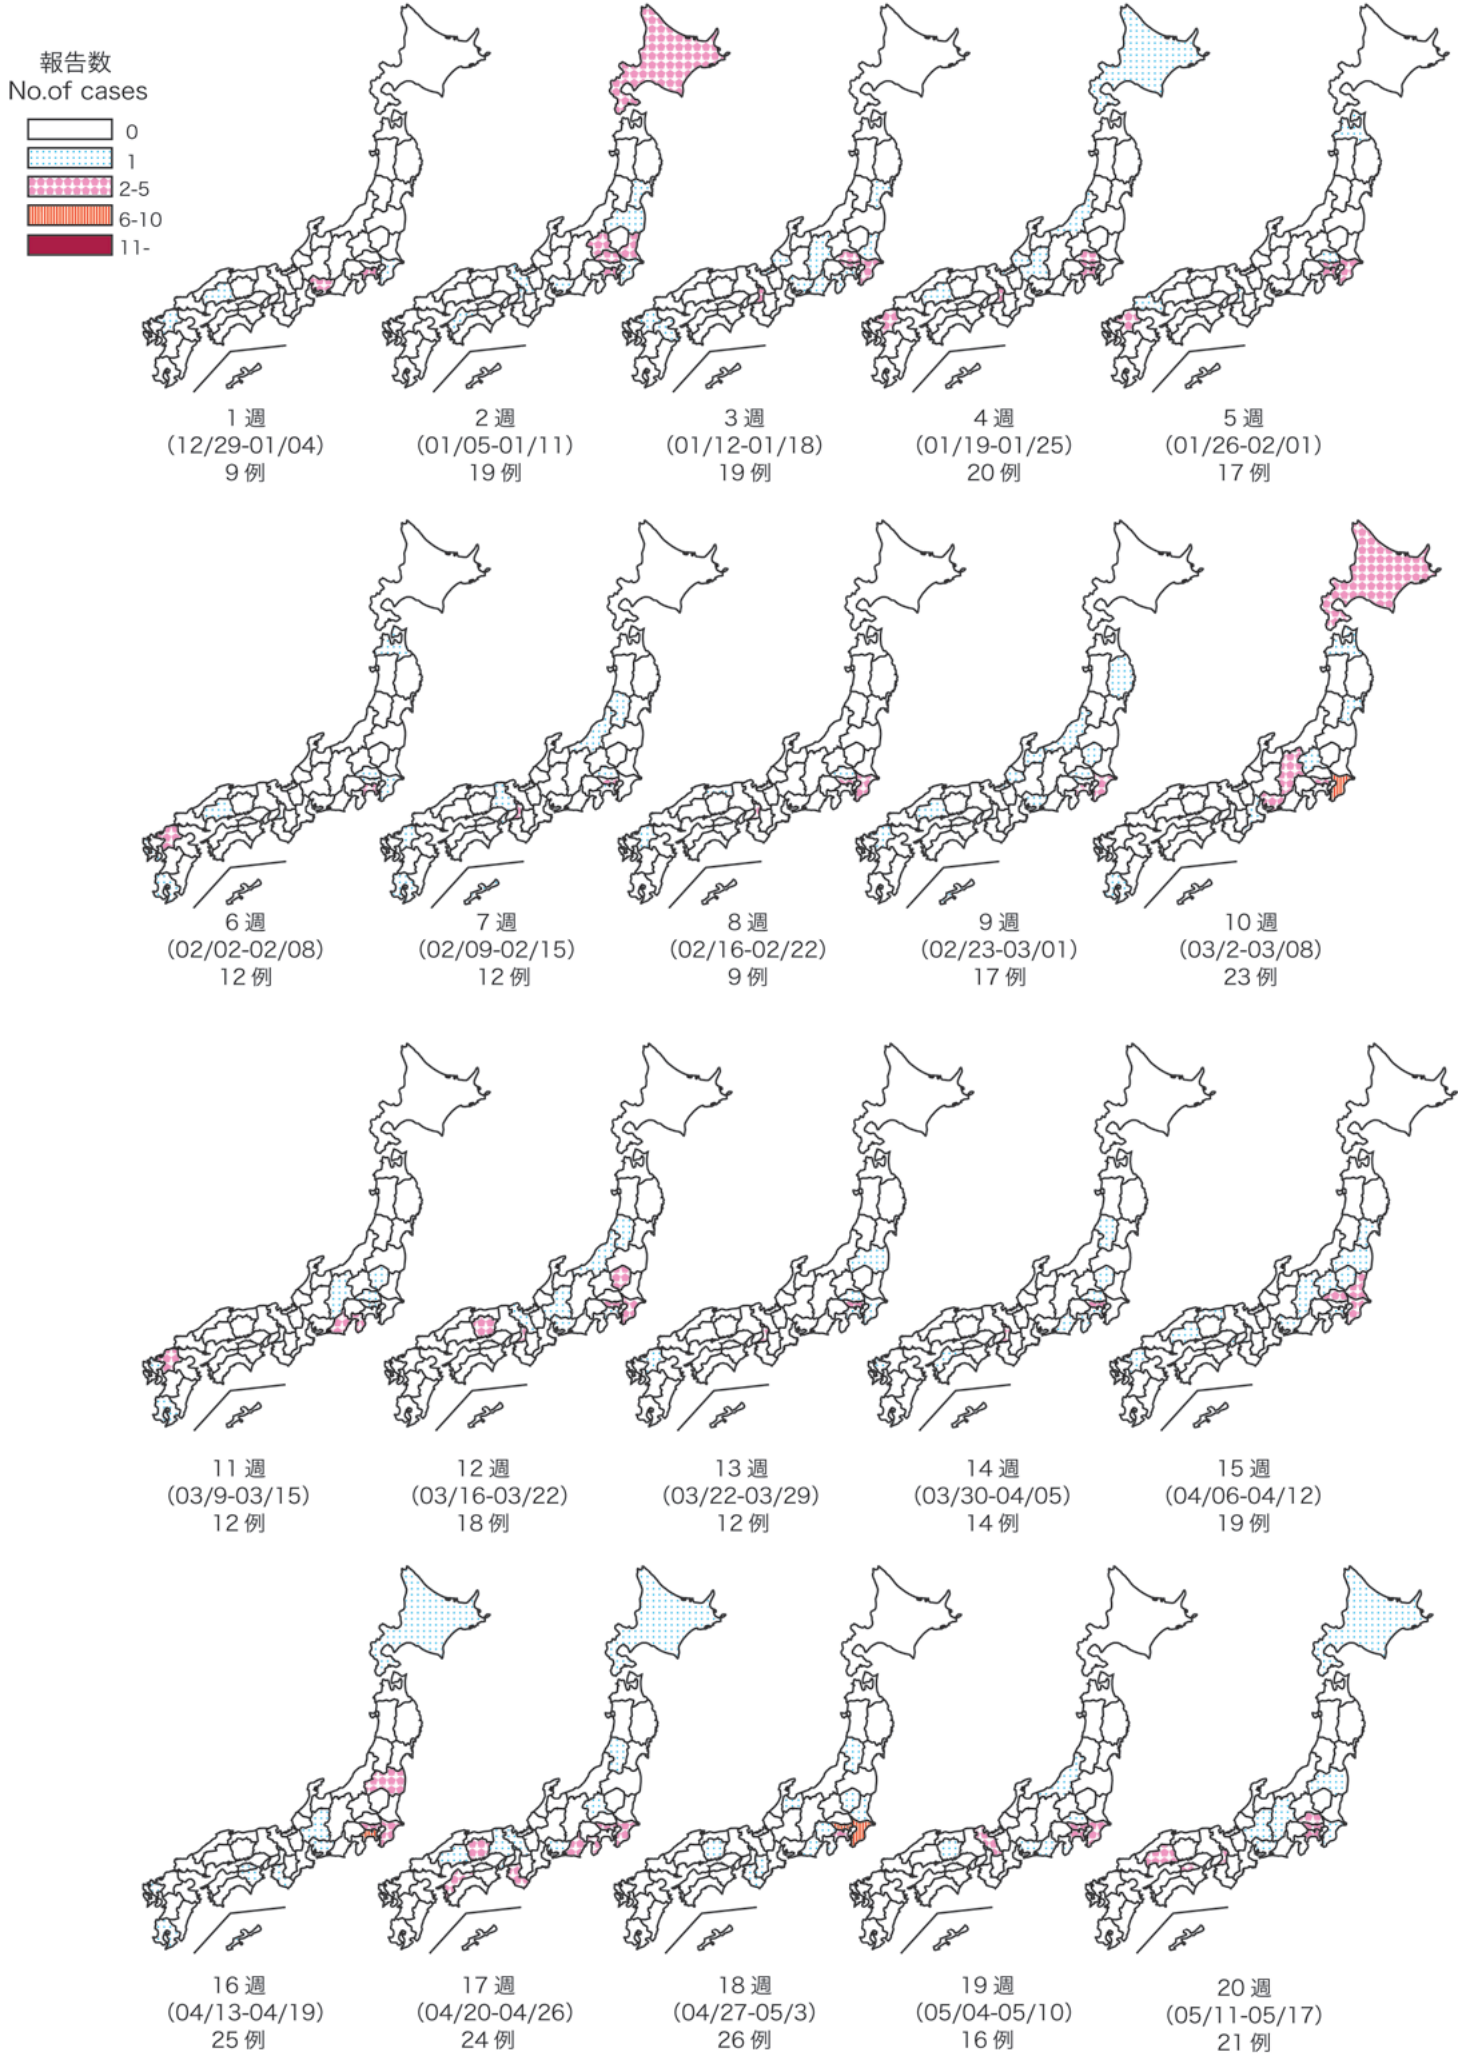 報告数
No.of cases
0
1
2-5
6-10
11-
1週
（12/29-01/04）
9例
2週
（01/05-01/11）
19例
3週
（01/12-01/18）
19例
4週
（01/19-01/25）
20例
5週
（01/26-02/01）
17例
6週
（02/02-02/08）
12例
7週
（02/09-02/15）
12例
8週
（02/16-02/22）
9例
9週
（02/23-03/01）
17例
10週
（03/2-03/08）
23例
11週
（03/9-03/15）
12例
12週
（03/16-03/22）
18例
13週
（03/22-03/29）
12例
14週
（03/30-04/05）
14例
15週
（04/06-04/12）
19例
16週
（04/13-04/19）
25例
17週
（04/20-04/26）
24例
18週
（04/27-05/3）
26例
19週
（05/04-05/10）
16例
20週
（05/11-05/17）
21例